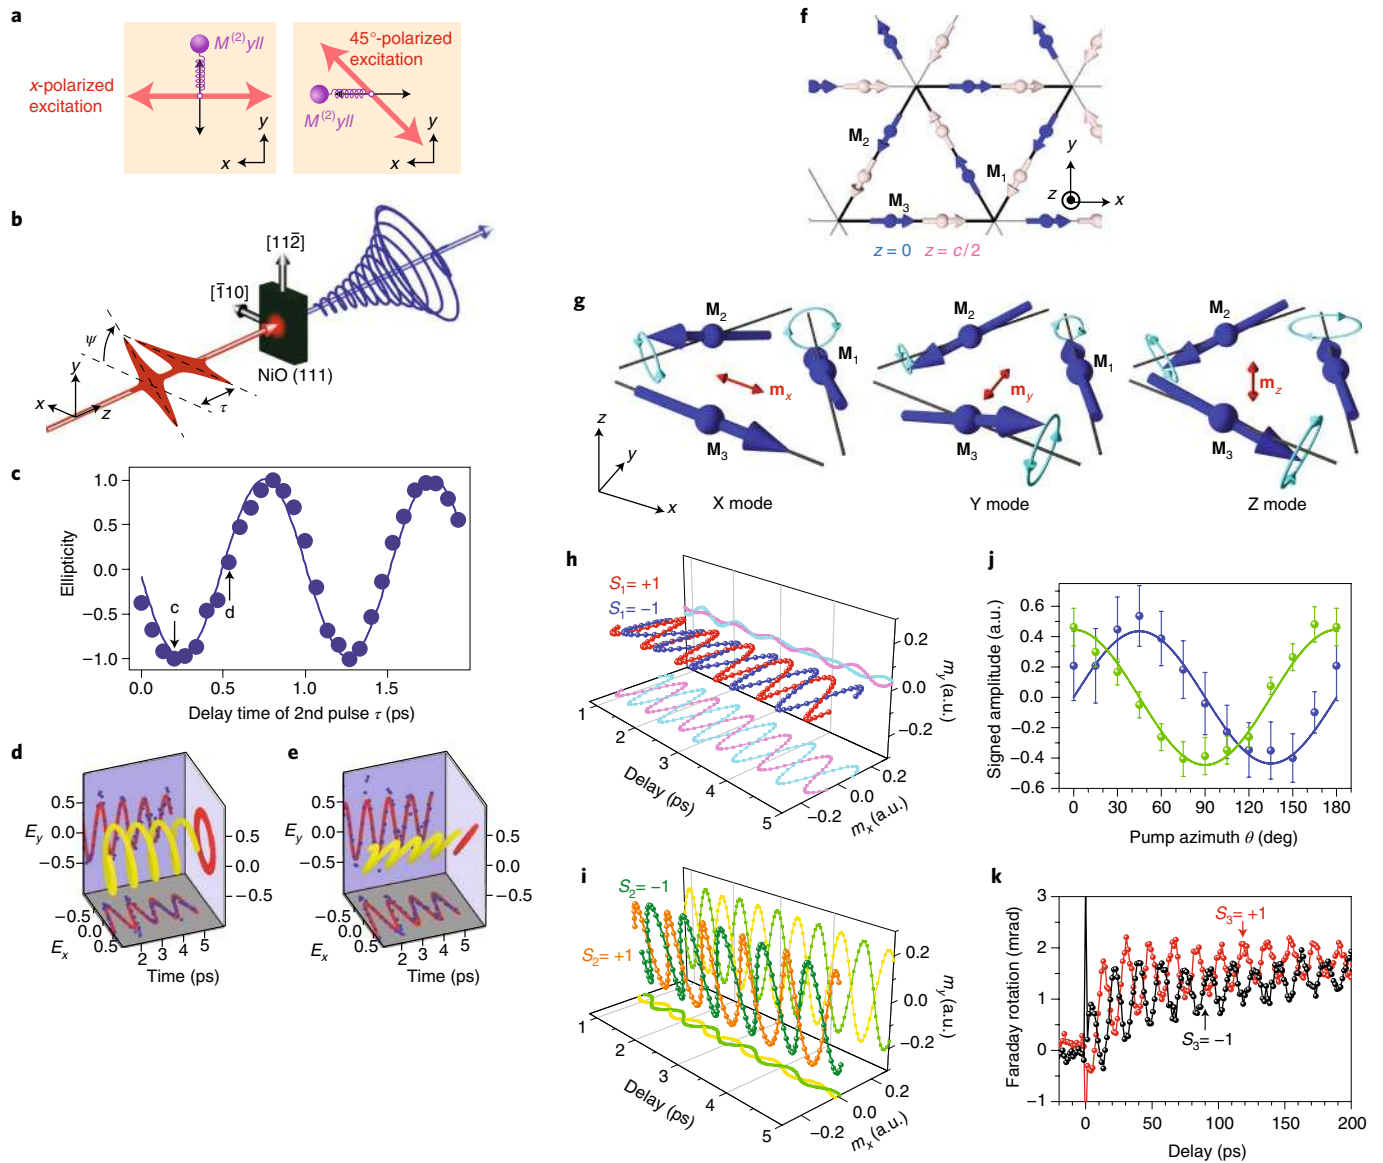 a
M(2)yll
x-polarized
excitation
y
x
45°-polarized
excitation
M(2)yll
y
x
b
[112̅]
[1̅10]
NiO (111)
ψ
y
x
z
τ
c
Ellipticity
1.0
0.5
0.0
−0.5
−1.0
c
d
0.0 0.5 1.0 1.5
Delay time of 2nd pulse τ (ps)
d
Ey
0.5
0.0
−0.5
0.5
0.0
−0.5
−0.5
0.0
0.5
Ex
2 3 4 5
Time (ps)
e
Ey
0.5
0.0
−0.5
0.5
0.0
−0.5
−0.5
0.0
0.5
Ex
2 3 4 5
Time (ps)
f
M2
M1
M3
y
z
x
z = 0 z = c/2
g
M2
M1
mx
M3
z
y
x
X mode
M2
M1
my
M3
Y mode
M2
mz
M3
Z mode
h
S1 = +1
S1 = −1
0.2
0.0
−0.2
my (a.u.)
1
2
3
4
5
Delay (ps)
0.2
0.0
−0.2
mx (a.u.)
i
S2 = −1
S2 = +1
0.2
0.0
−0.2
my (a.u.)
1
2
3
4
5
Delay (ps)
0.2
0.0
−0.2
mx (a.u.)
j
Signed amplitude (a.u.)
0.6
0.4
0.2
0.0
−0.2
−0.4
−0.6
0 30 60 90 120 150 180
Pump azimuth θ (deg)
k
Faraday rotation (mrad)
3
2
1
0
−1
S3 = +1
S3 = −1
0 50 100 150 200
Delay (ps)